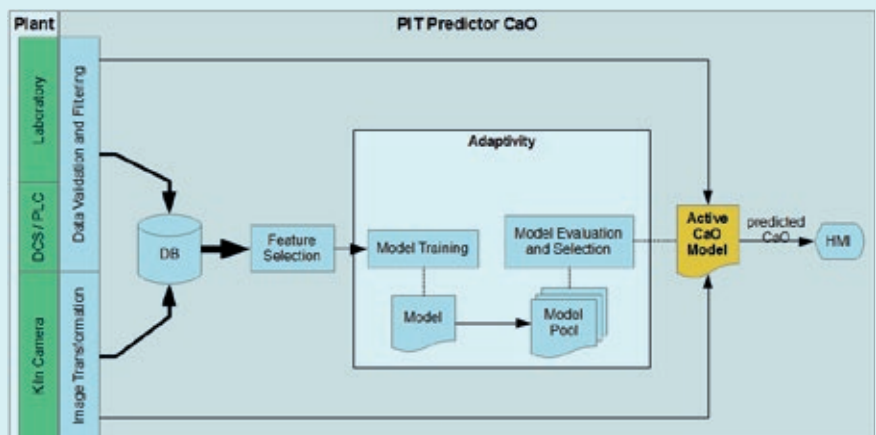 Plant
PIT Predictor CaO
Laboratory
DCS / PLC
Kiln Camera
Data Validation and Filtering
Image Transformation
DB
Feature
Selection
Adaptivity
Model Training
Model
Model Evaluation
and Selection
Model
Pool
Active
CaO
Model
predicted
CaO
HMI